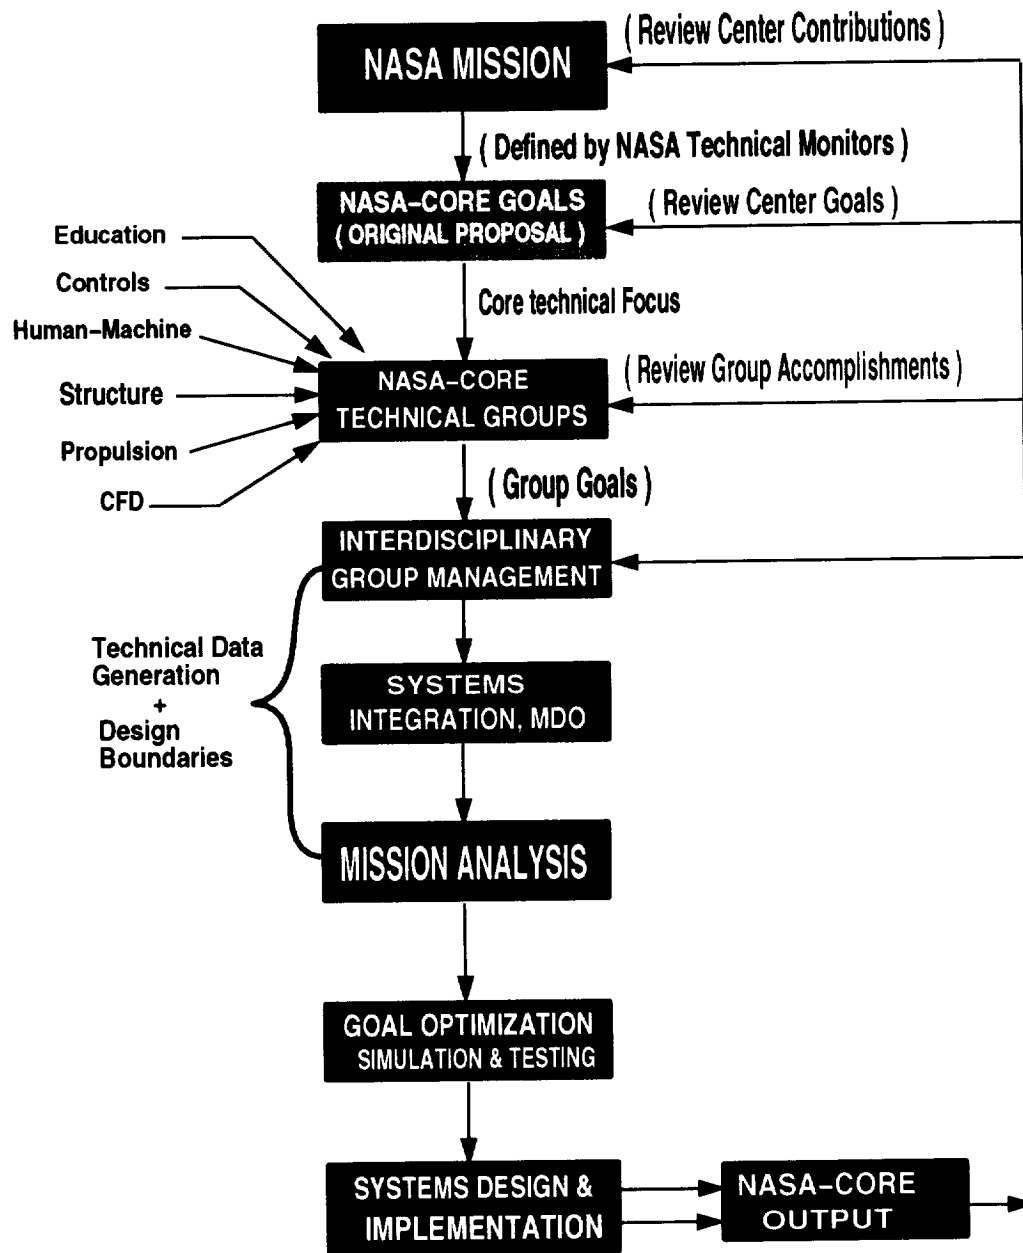 ( Review Center Contributions )
NASA MISSION
( Defined by NASA Technical Monitors )
NASA-CORE GOALS
( ORIGINAL PROPOSAL )
( Review Center Goals )
Education
Controls
Human-Machine
Structure
Propulsion
CFD
Core technical Focus
NASA-CORE
TECHNICAL GROUPS
( Review Group Accomplishments )
( Group Goals )
INTERDISCIPLINARY
GROUP MANAGEMENT
Technical Data
Generation
+
Design
Boundaries
SYSTEMS
INTEGRATION, MDO
MISSION ANALYSIS
GOAL OPTIMIZATION
SIMULATION & TESTING
SYSTEMS DESIGN &
IMPLEMENTATION
NASA-CORE
OUTPUT